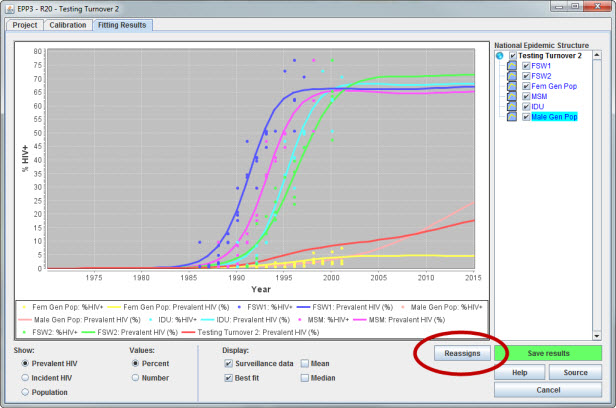 EPP3 - R20 - Testing Turnover 2
Project Calibration Fitting Results
National Epidemic Structure
Testing Turnover 2
FSW1
FSW2
Fem Gen Pop
MSM
IDU
Male Gen Pop
80
75
70
65
60
55
50
45
40
35
30
25
20
15
10
5
0
% HIV+
1975 1980 1985 1990 1995 2000 2005 2010 2015
Year
Fem Gen Pop: %HIV+ Fem Gen Pop: Prevalent HIV (%) FSW1: %HIV+ FSW1: Prevalent HIV (%) Male Gen Pop: %HIV+
Male Gen Pop: Prevalent HIV (%) IDU: %HIV+ IDU: Prevalent HIV (%) MSM: %HIV+ MSM: Prevalent HIV (%)
FSW2: %HIV+ FSW2: Prevalent HIV (%) Testing Turnover 2: Prevalent HIV (%)
Show: Values: Display: Reassigns Save results
Prevalent HIV Percent Surveillance data Mean
Help Source
Incident HIV Number Best fit Median
Population Cancel